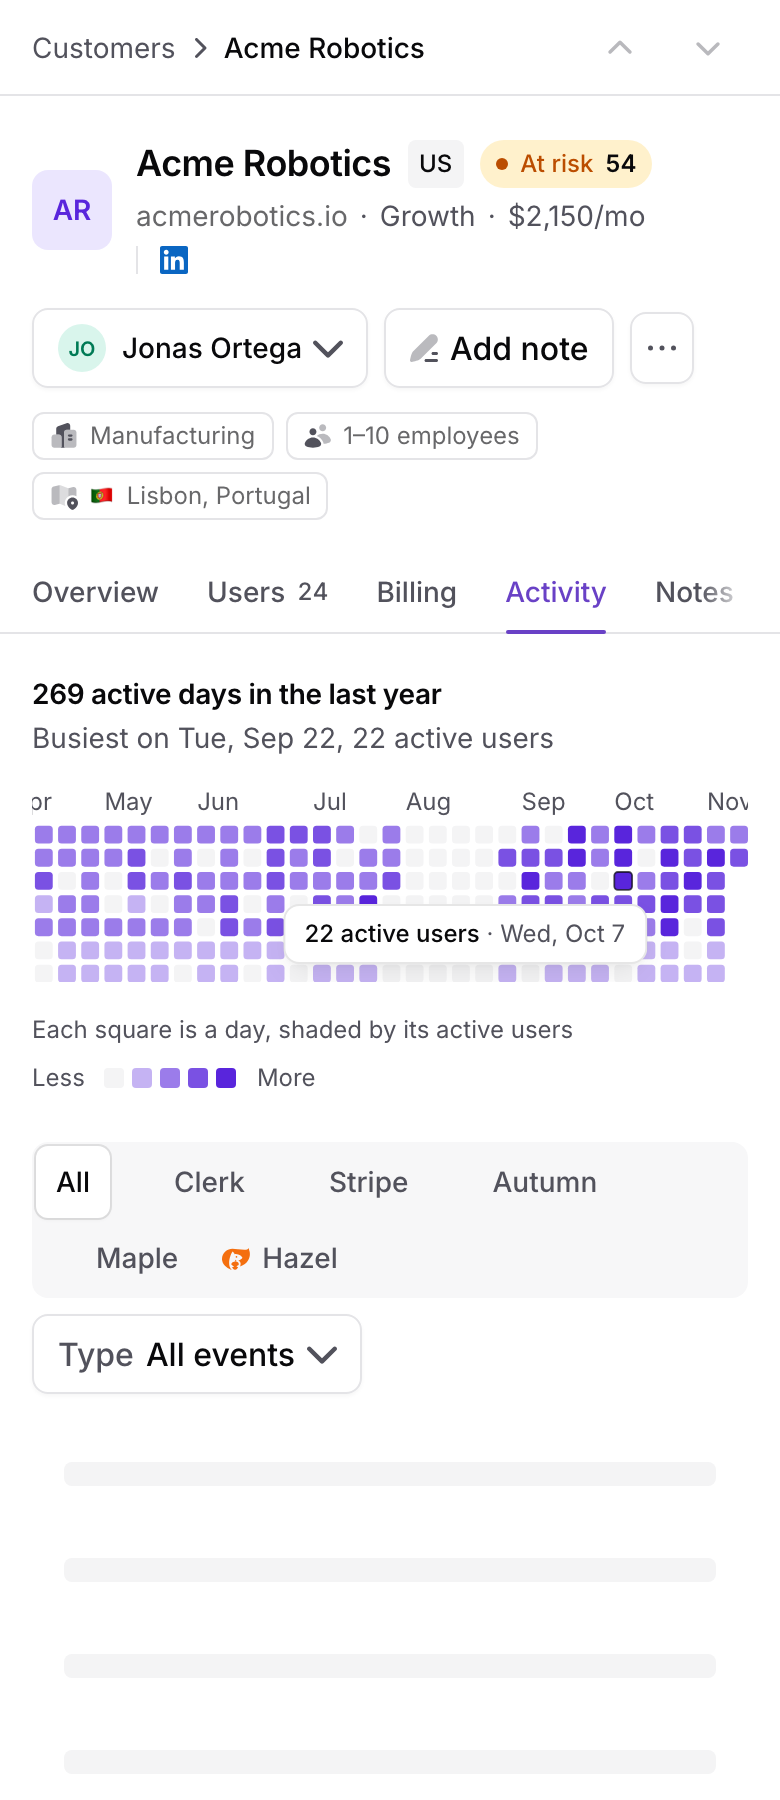 Customers Acme Robotics
Acme Robotics US At risk 54
AR
acmerobotics.io · Growth · $2,150/mo
in
JO Jonas Ortega Add note
Manufacturing 1–10 employees
Lisbon, Portugal
Overview Users 24 Billing Activity Notes
269 active days in the last year
Busiest on Tue, Sep 22, 22 active users
pr May Jun Jul Aug Sep Oct Nov
22 active users · Wed, Oct 7
Each square is a day, shaded by its active users
Less More
All Clerk Stripe Autumn
Maple Hazel
Type All events